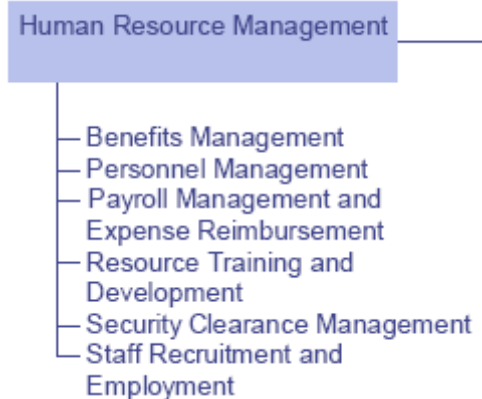 Human Resource Management
Benefits Management
Personnel Management
Payroll Management and
Expense Reimbursement
Resource Training and
Development
Security Clearance Management
Staff Recruitment and
Employment